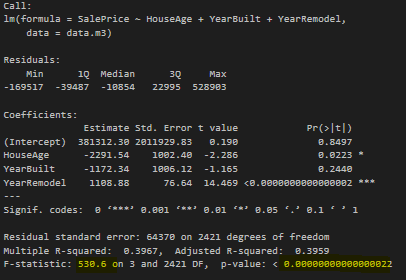 Call:
lm(formula = SalePrice ~ HouseAge + YearBuilt + YearRemodel,
    data = data.m3)
Residuals:
    Min      1Q  Median      3Q     Max
-169517  -39487  -10854   22995  528903
Coefficients:
              Estimate Std. Error t value             Pr(>|t|)
(Intercept)  381312.30 2011929.83   0.190               0.8497
HouseAge      -2291.54    1002.40  -2.286               0.0223 *
YearBuilt     -1172.34    1006.12  -1.165               0.2440
YearRemodel    1108.88      76.64  14.469 <0.0000000000000002 ***
---
Signif. codes:  0 ‘***’ 0.001 ‘**’ 0.01 ‘*’ 0.05 ‘.’ 0.1 ‘ ’ 1
Residual standard error: 64370 on 2421 degrees of freedom
Multiple R-squared:  0.3967,	Adjusted R-squared:  0.3959
F-statistic: 530.6 on 3 and 2421 DF,  p-value: < 0.00000000000000022